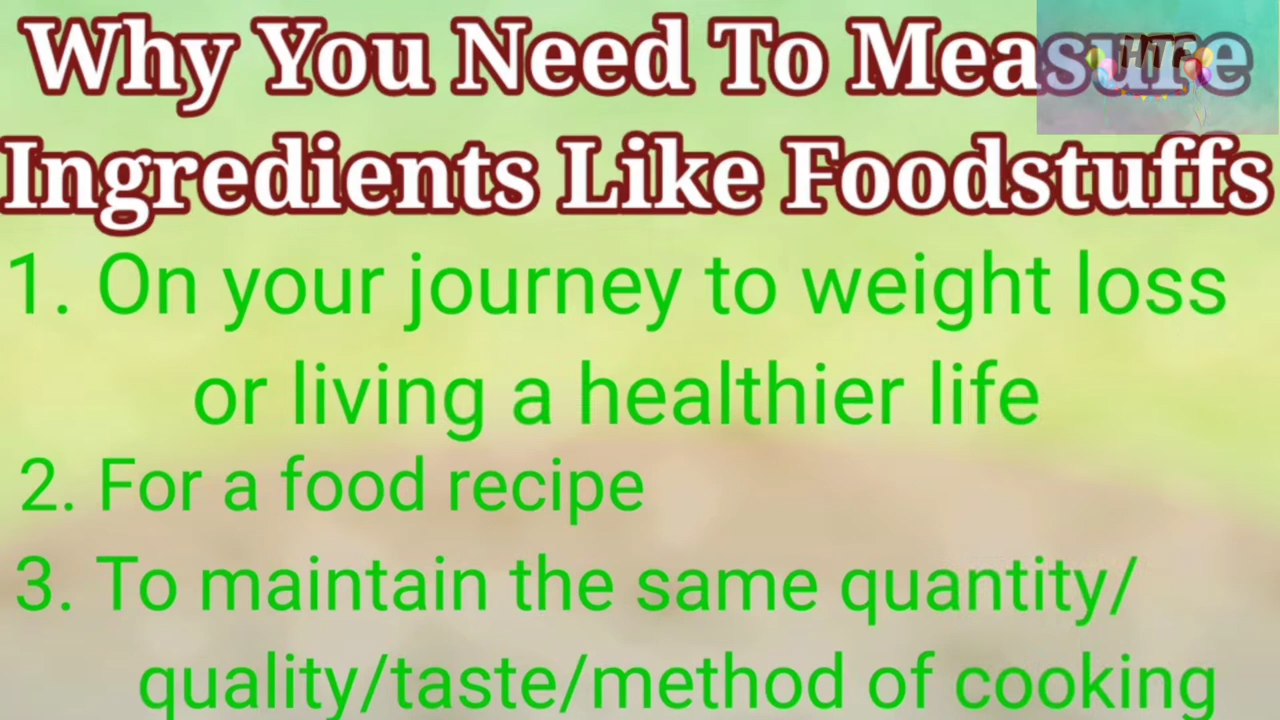 Why You Need To Measure
HTF
Ingredients Like Foodstuffs
1. On your journey to weight loss
or living a healthier life
2. For a food recipe
3. To maintain the same quantity/
quality/taste/method of cooking